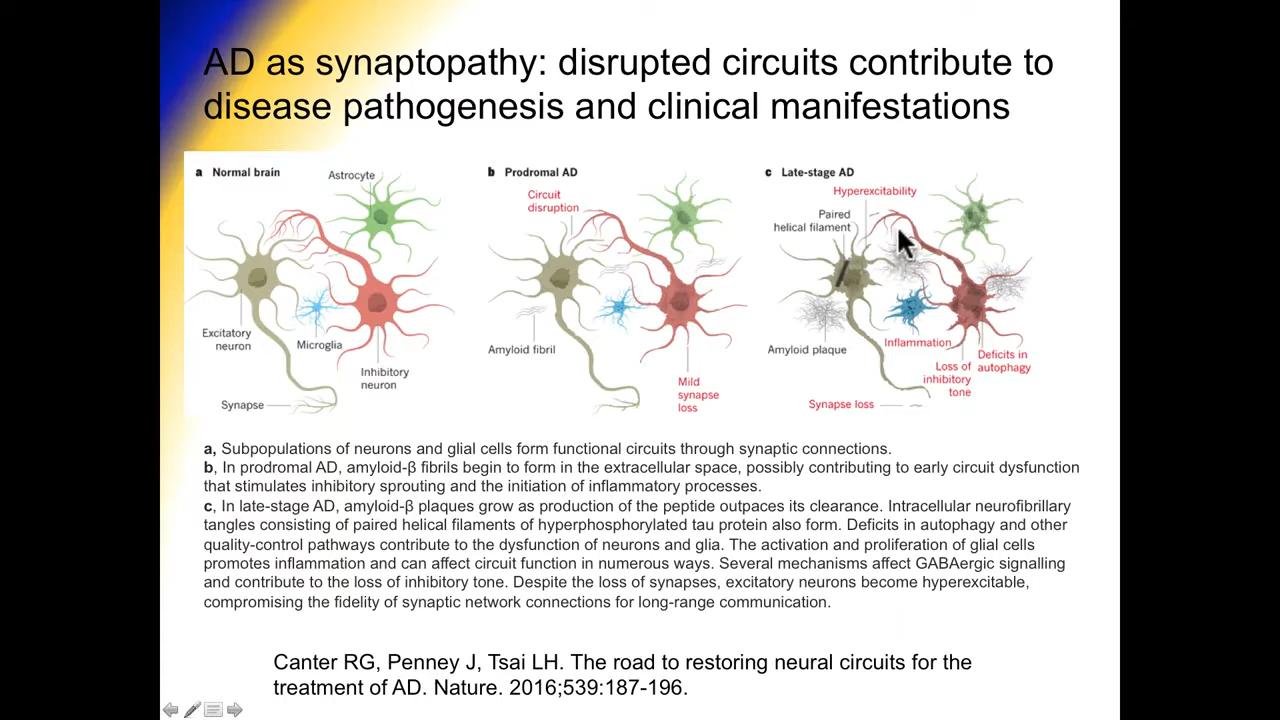 AD as synaptopathy: disrupted circuits contribute to
disease pathogenesis and clinical manifestations
a Normal brain
Astrocyte
Excitatory
neuron
Microglia
Inhibitory
neuron
Synapse
b Prodromal AD
Circuit
disruption
Amyloid fibril
Mild
synapse
loss
c Late-stage AD
Hyperexcitability
Paired
helical filament
Amyloid plaque
Inflammation
Loss of
inhibitory
tone
Deficits in
autophagy
Synapse loss
a, Subpopulations of neurons and glial cells form functional circuits through synaptic connections.
b, In prodromal AD, amyloid-β fibrils begin to form in the extracellular space, possibly contributing to early circuit dysfunction
that stimulates inhibitory sprouting and the initiation of inflammatory processes.
c, In late-stage AD, amyloid-β plaques grow as production of the peptide outpaces its clearance. Intracellular neurofibrillary
tangles consisting of paired helical filaments of hyperphosphorylated tau protein also form. Deficits in autophagy and other
quality-control pathways contribute to the dysfunction of neurons and glia. The activation and proliferation of glial cells
promotes inflammation and can affect circuit function in numerous ways. Several mechanisms affect GABAergic signalling
and contribute to the loss of inhibitory tone. Despite the loss of synapses, excitatory neurons become hyperexcitable,
compromising the fidelity of synaptic network connections for long-range communication.
Canter RG, Penney J, Tsai LH. The road to restoring neural circuits for the
treatment of AD. Nature. 2016;539:187-196.